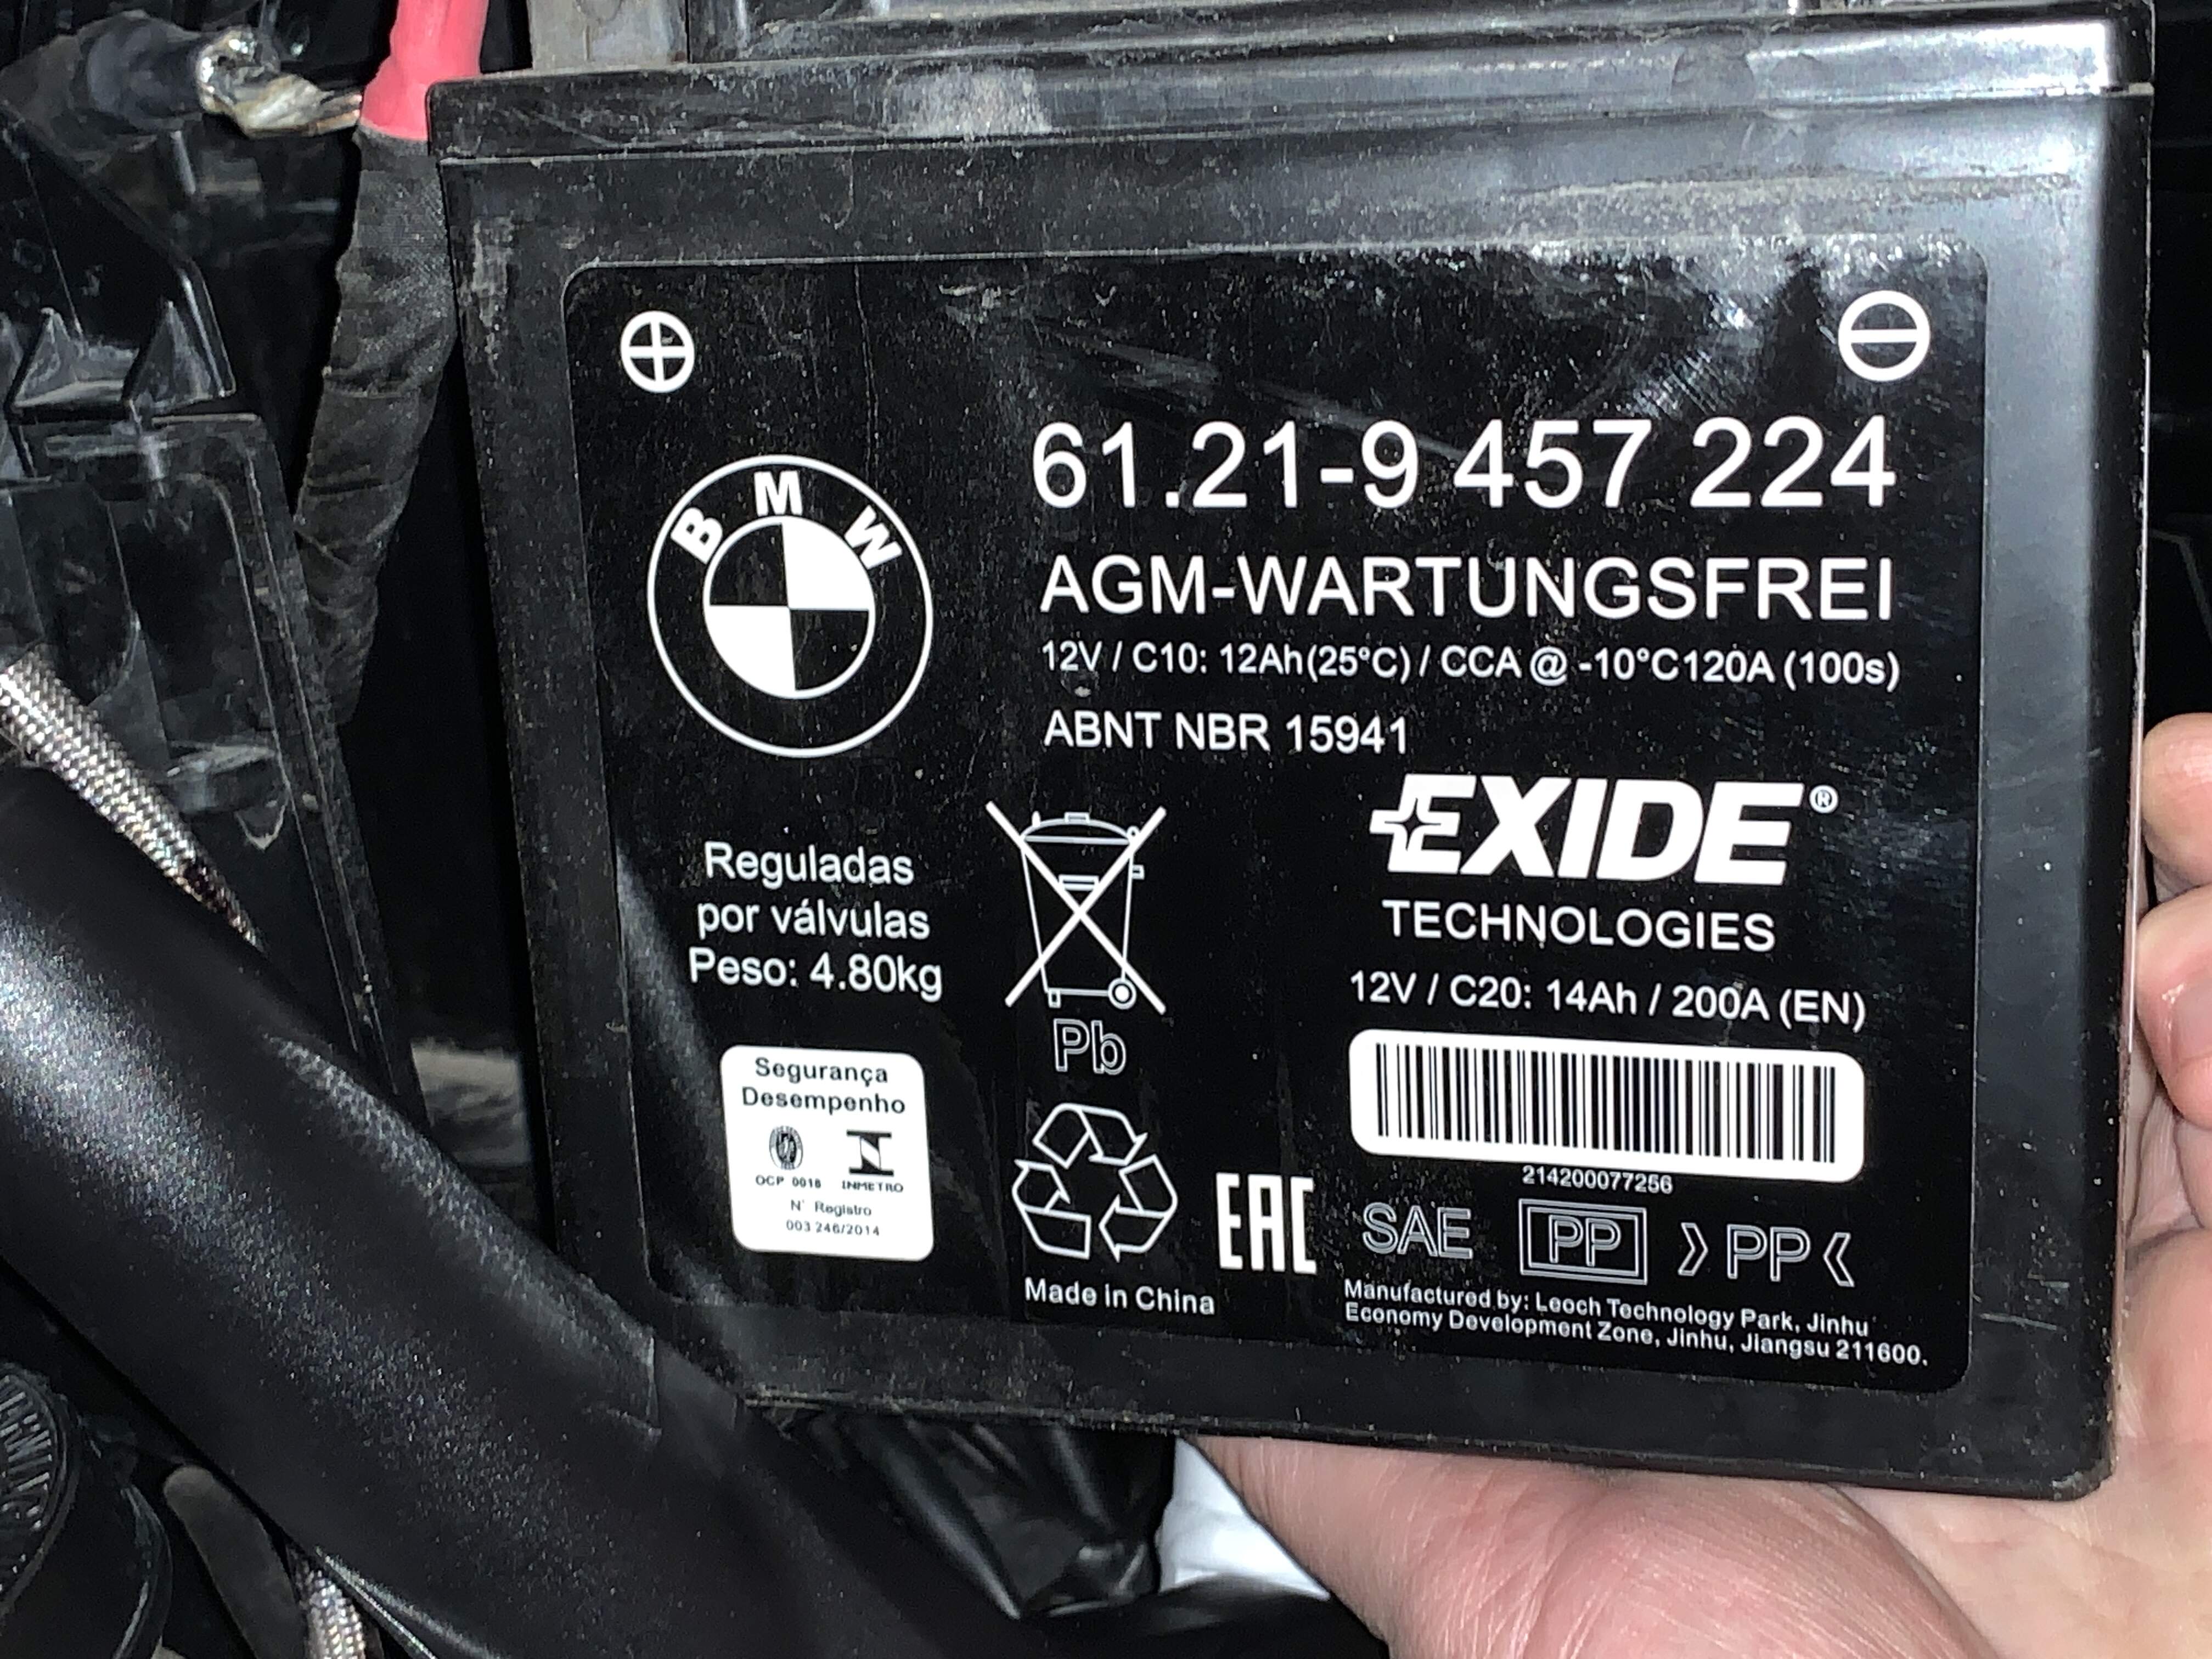 BMW
61.21-9 457 224
AGM-WARTUNGSFREI
12V / C10: 12Ah(25°C) / CCA @ -10°C120A (100s)
ABNT NBR 15941
EXIDE®
TECHNOLOGIES
12V / C20: 14Ah / 200A (EN)
Reguladas
por válvulas
Peso: 4.80kg
Pb
Segurança
Desempenho
OCP 0018 INMETRO
N° Registro
003 246/2014
214200077256
EAC
SAE PP >PP<
Made in China
Manufactured by: Leoch Technology Park, Jinhu
Economy Development Zone, Jinhu, Jiangsu 211600.